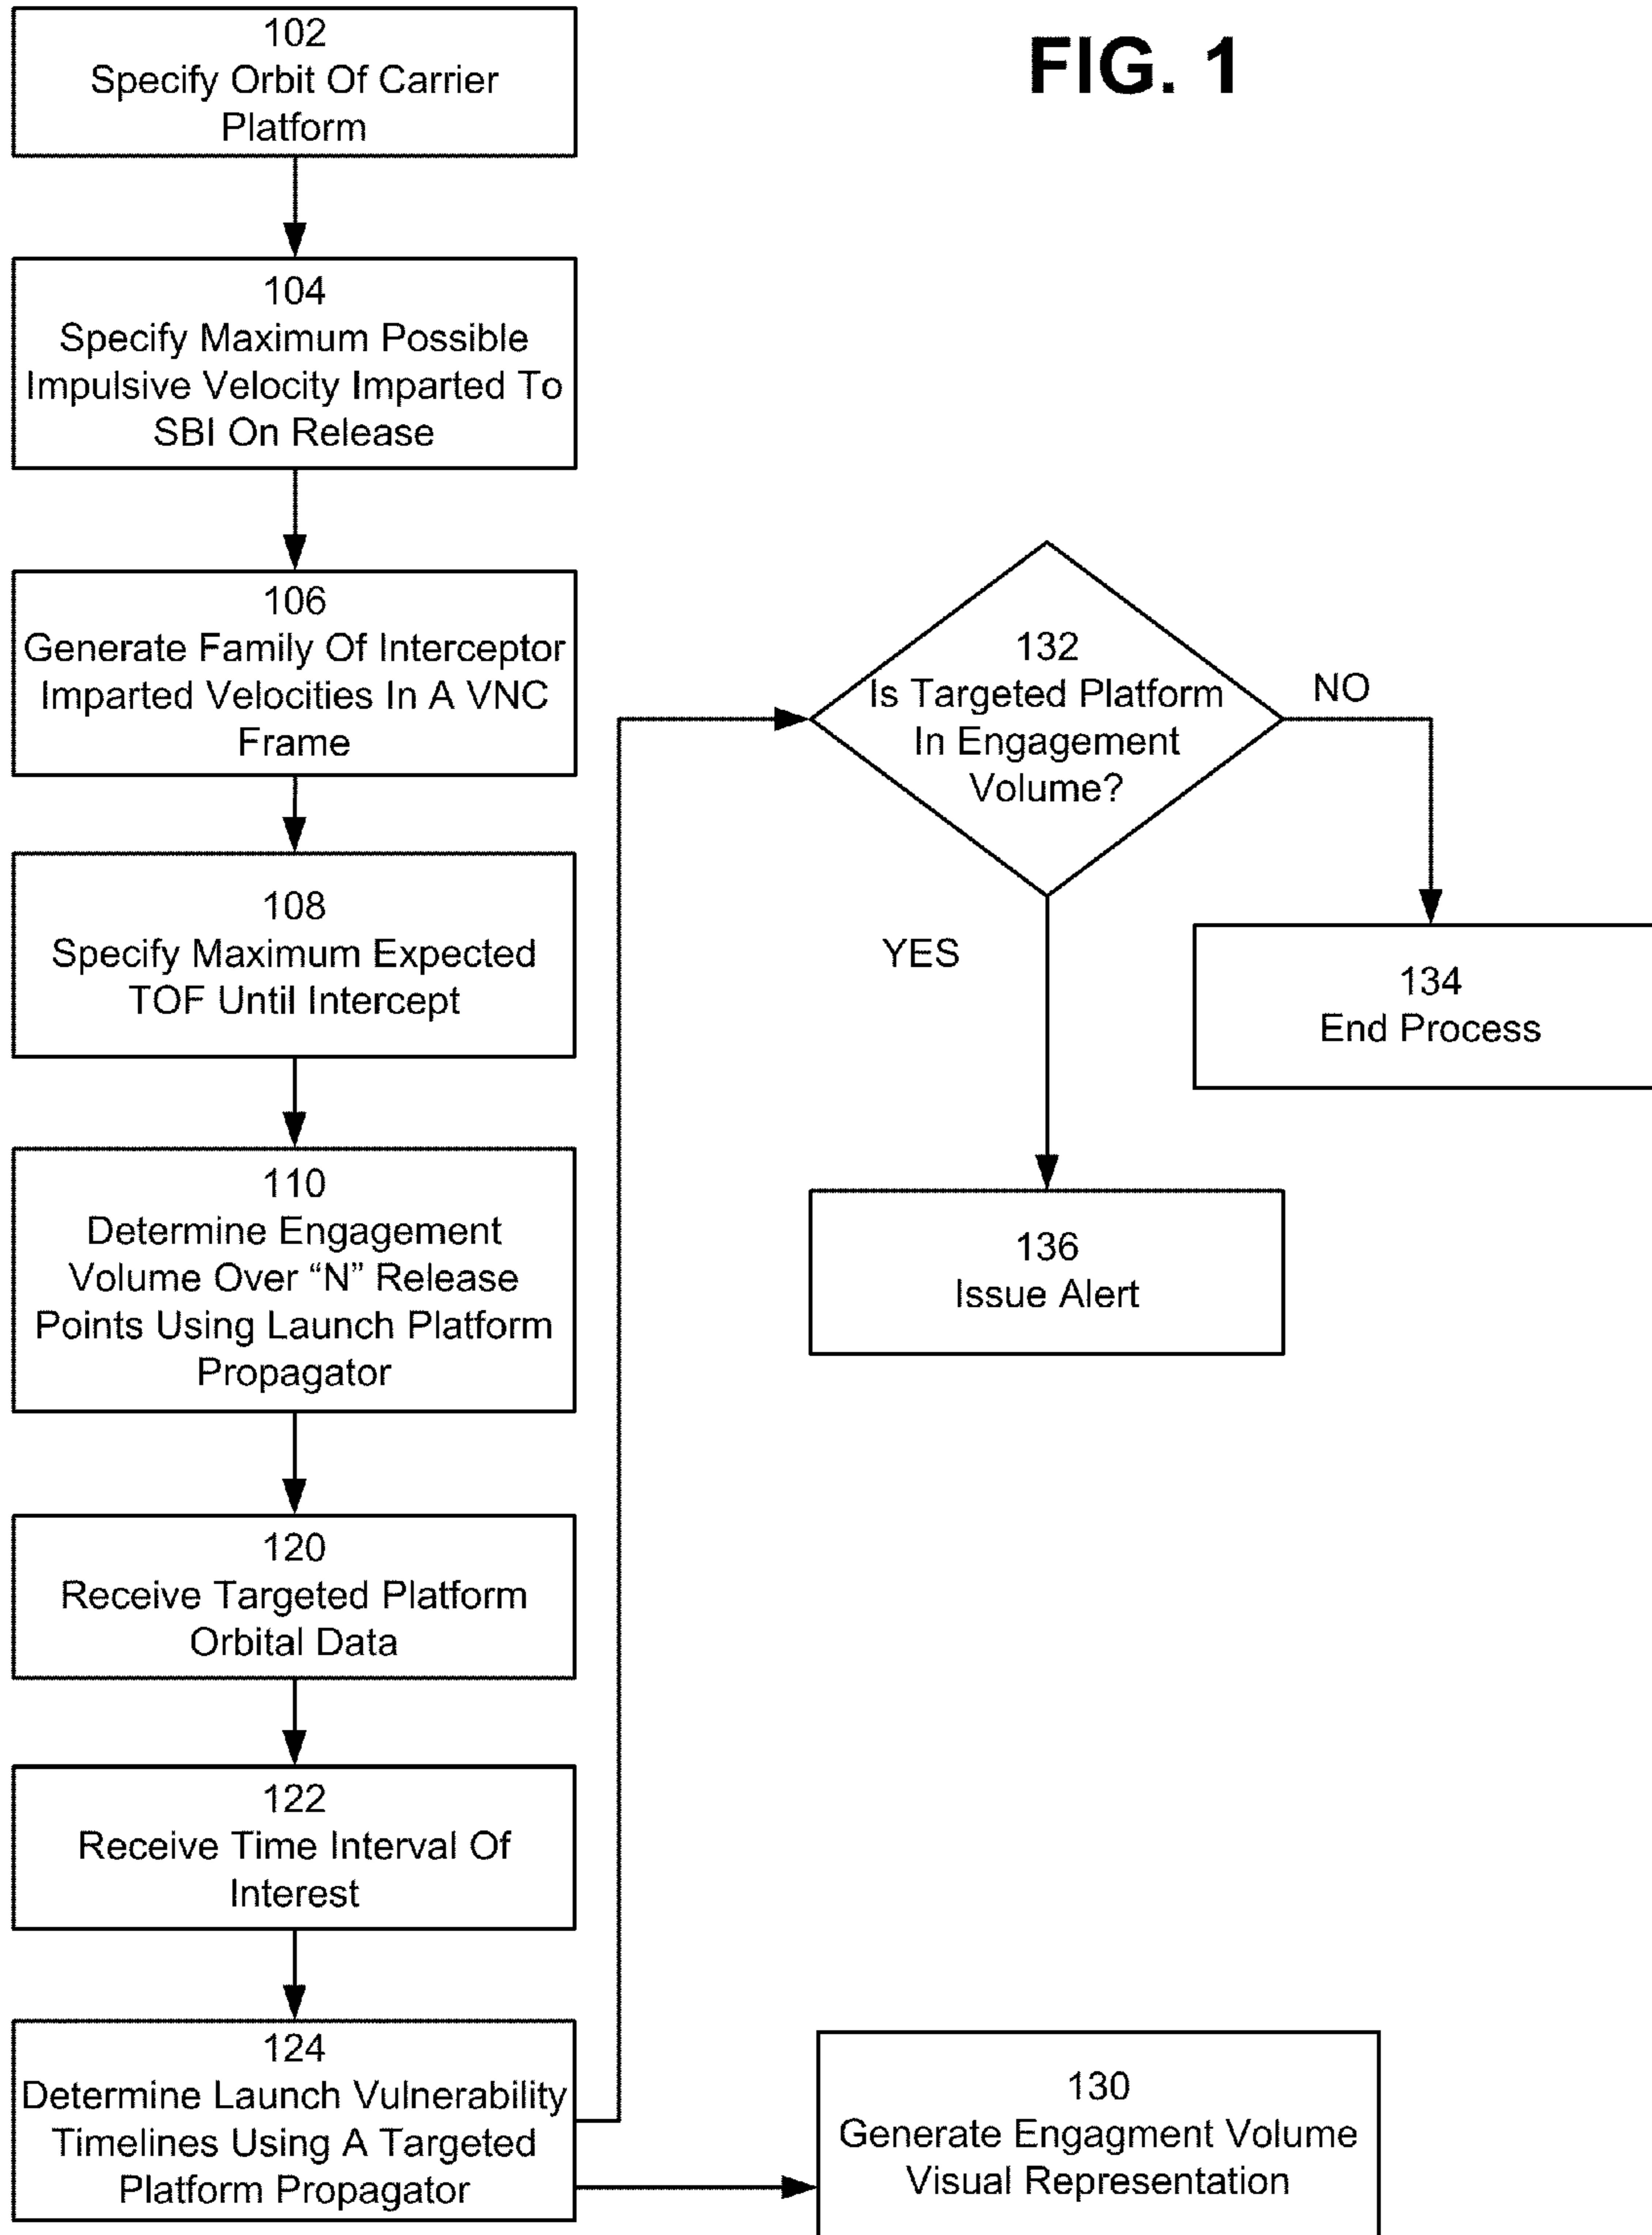 FIG. 1
102
Specify Orbit Of Carrier
Platform
104
Specify Maximum Possible
Impulsive Velocity Imparted To
SBI On Release
106
Generate Family Of Interceptor
Imparted Velocities In A VNC
Frame
108
Specify Maximum Expected
TOF Until Intercept
110
Determine Engagement
Volume Over “N” Release
Points Using Launch Platform
Propagator
120
Receive Targeted Platform
Orbital Data
122
Receive Time Interval Of
Interest
124
Determine Launch Vulnerability
Timelines Using A Targeted
Platform Propagator
132
Is Targeted Platform
In Engagement
Volume?
NO
YES
134
End Process
136
Issue Alert
130
Generate Engagment Volume
Visual Representation